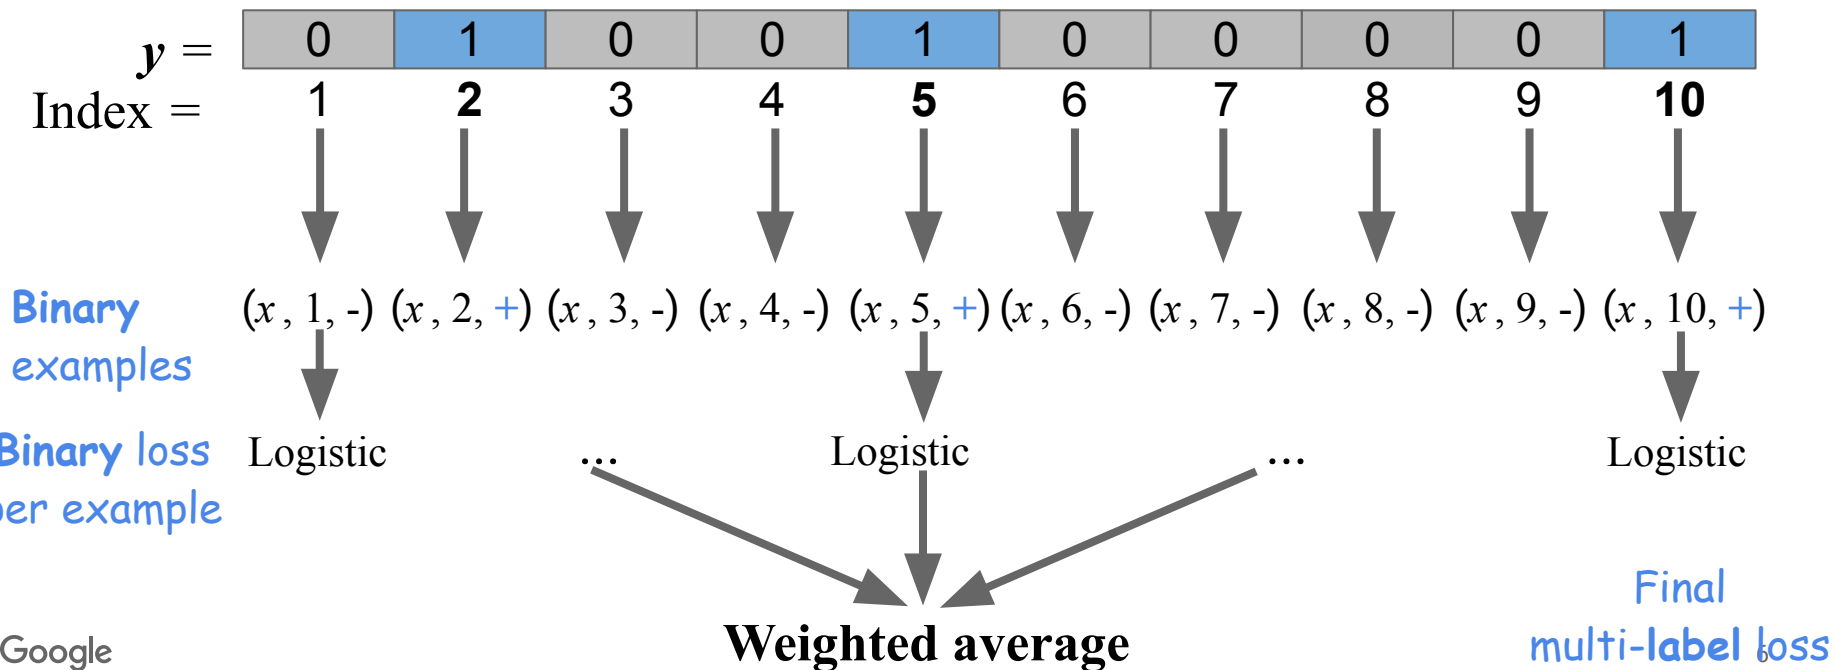 y = 0 1 0 0 1 0 0 0 0 1
Index = 1 2 3 4 5 6 7 8 9 10
Binary (x, 1, -) (x, 2, +) (x, 3, -) (x, 4, -) (x, 5, +) (x, 6, -) (x, 7, -) (x, 8, -) (x, 9, -) (x, 10, +)
examples
Binary loss Logistic ... Logistic ... Logistic
per example
Final
Google Weighted average multi-label loss 6